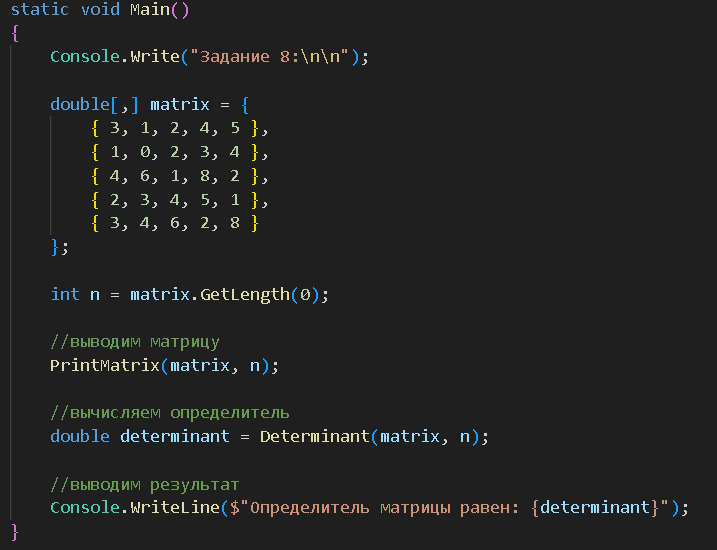 static void Main()
{
    Console.Write("Задание 8:\n\n");

    double[,] matrix = {
        { 3, 1, 2, 4, 5 },
        { 1, 0, 2, 3, 4 },
        { 4, 6, 1, 8, 2 },
        { 2, 3, 4, 5, 1 },
        { 3, 4, 6, 2, 8 }
    };

    int n = matrix.GetLength(0);

    //выводим матрицу
    PrintMatrix(matrix, n);

    //вычисляем определитель
    double determinant = Determinant(matrix, n);

    //выводим результат
    Console.WriteLine($"Определитель матрицы равен: {determinant}");
}